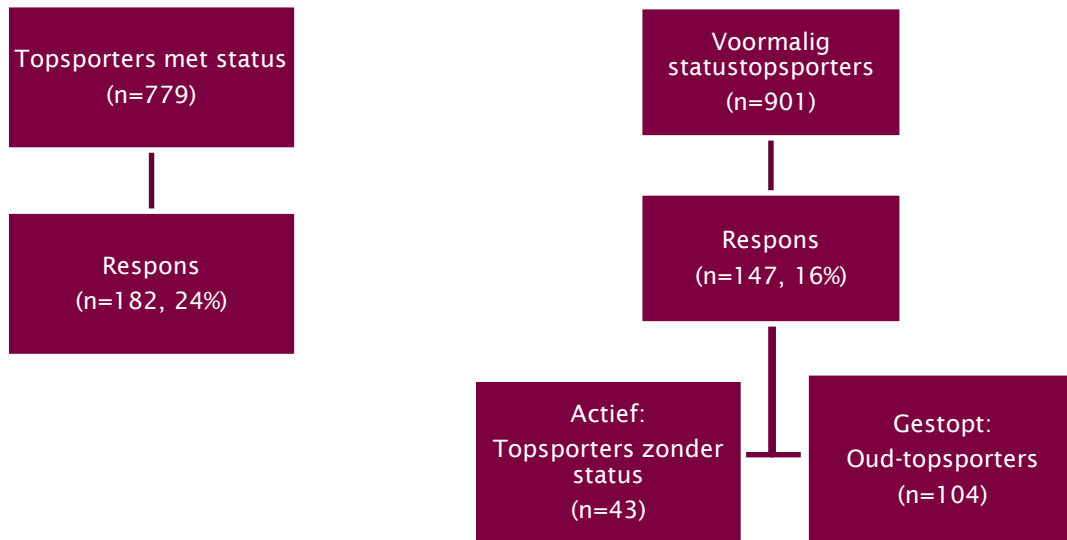 Topsporters met status
(n=779)
Respons
(n=182, 24%)
Voormalig
statustopsporters
(n=901)
Respons
(n=147, 16%)
Actief:
Topsporters zonder
status
(n=43)
Gestopt:
Oud-topsporters
(n=104)